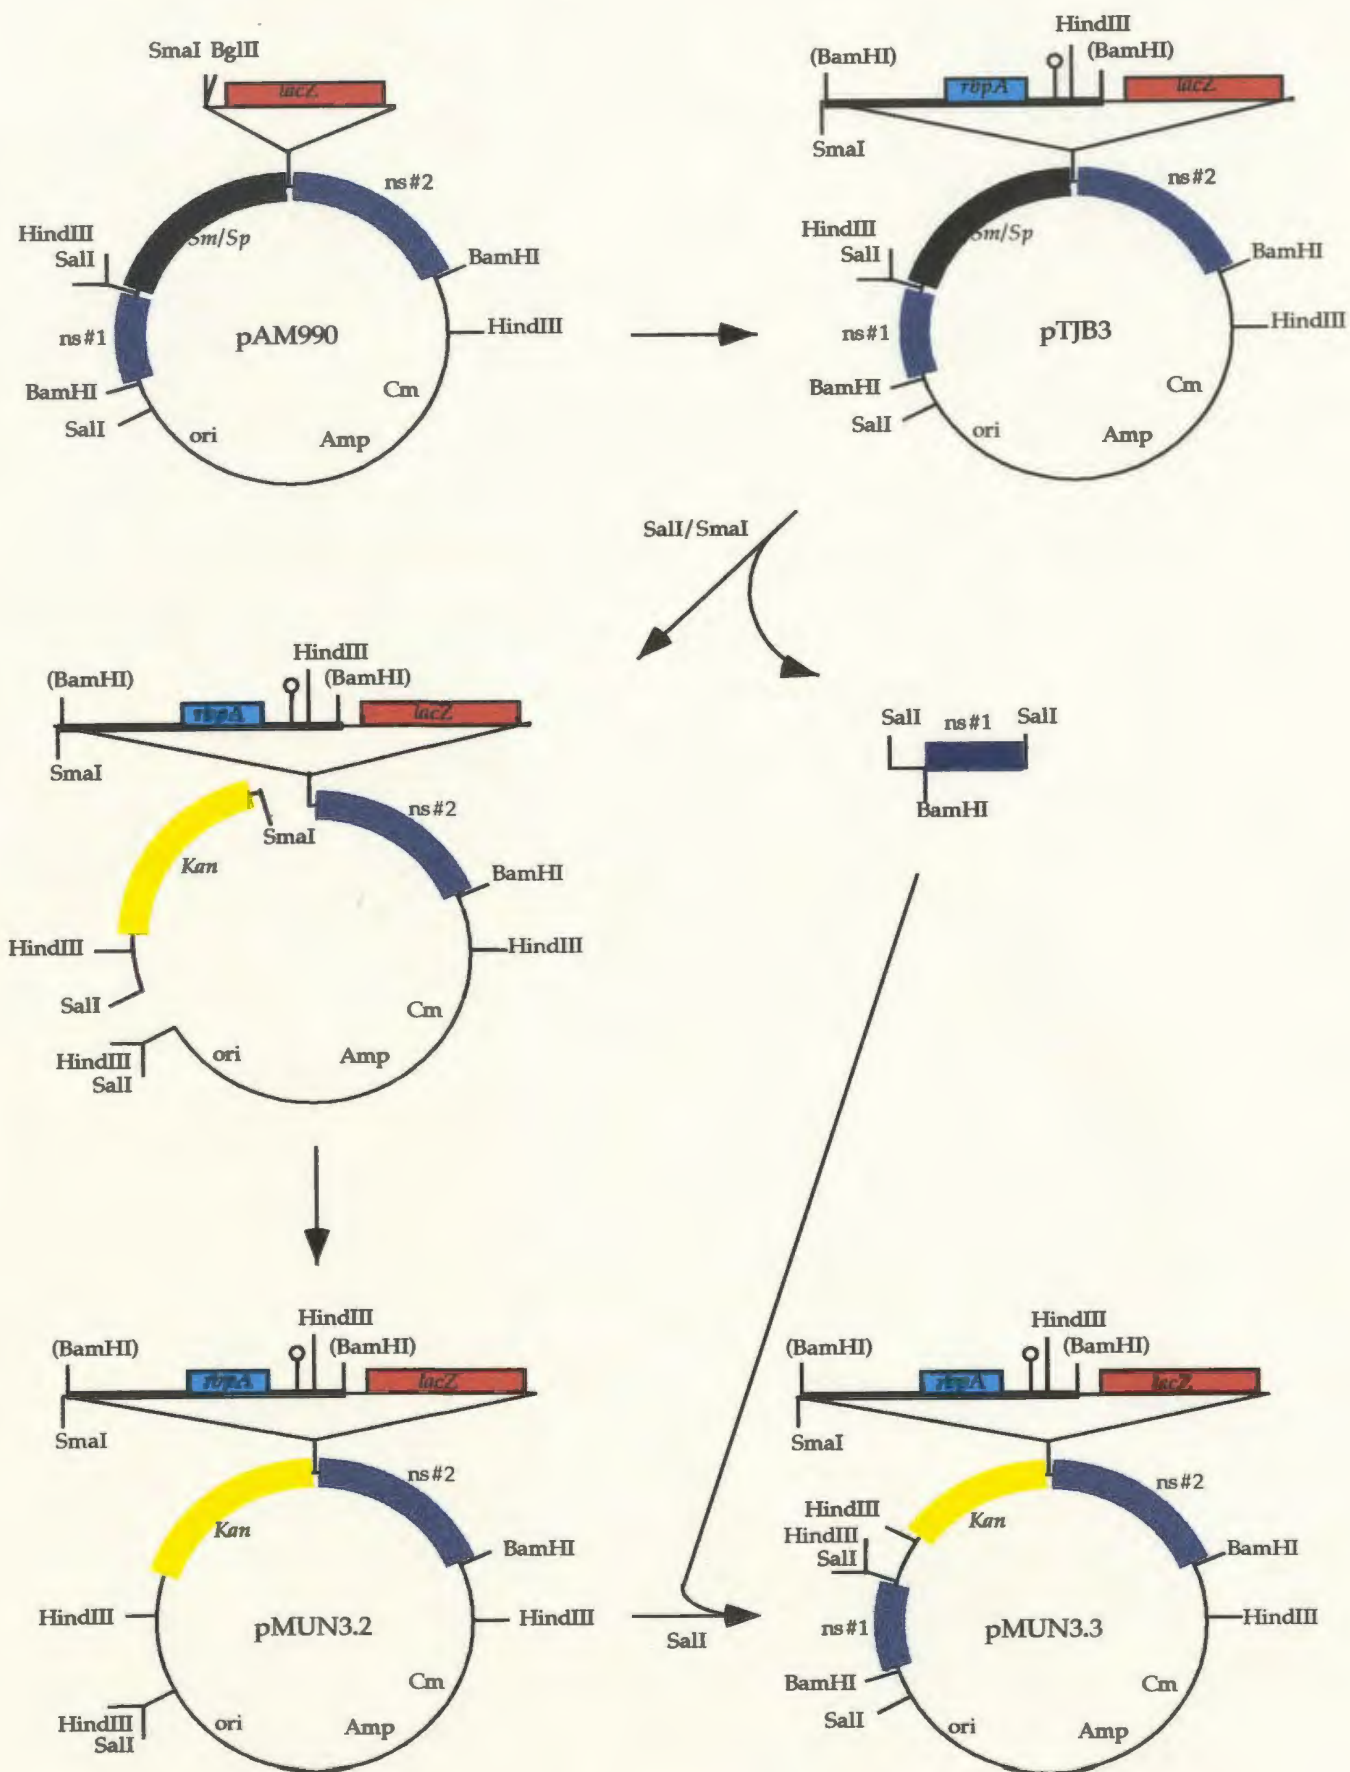 SmaI BglII
lacZ
ns#2
HindIII
SalI
Sm/Sp
BamHI
ns#1
pAM990
HindIII
BamHI
SalI
Cm
ori
Amp
HindIII
(BamHI)
(BamHI)
rbpA
lacZ
SmaI
ns#2
HindIII
SalI
Sm/Sp
BamHI
ns#1
pTJB3
HindIII
BamHI
SalI
Cm
ori
Amp
SalI/SmaI
HindIII
(BamHI)
(BamHI)
rbpA
lacZ
SmaI
SmaI
ns#2
Kan
BamHI
HindIII
HindIII
SalI
Cm
HindIII
SalI
ori
Amp
SalI
ns#1
SalI
BamHI
HindIII
(BamHI)
(BamHI)
rbpA
lacZ
SmaI
ns#2
Kan
BamHI
HindIII
pMUN3.2
HindIII
Cm
HindIII
SalI
ori
Amp
SalI
HindIII
(BamHI)
(BamHI)
rbpA
lacZ
SmaI
ns#2
HindIII
HindIII
SalI
Kan
BamHI
ns#1
pMUN3.3
HindIII
BamHI
SalI
Cm
ori
Amp